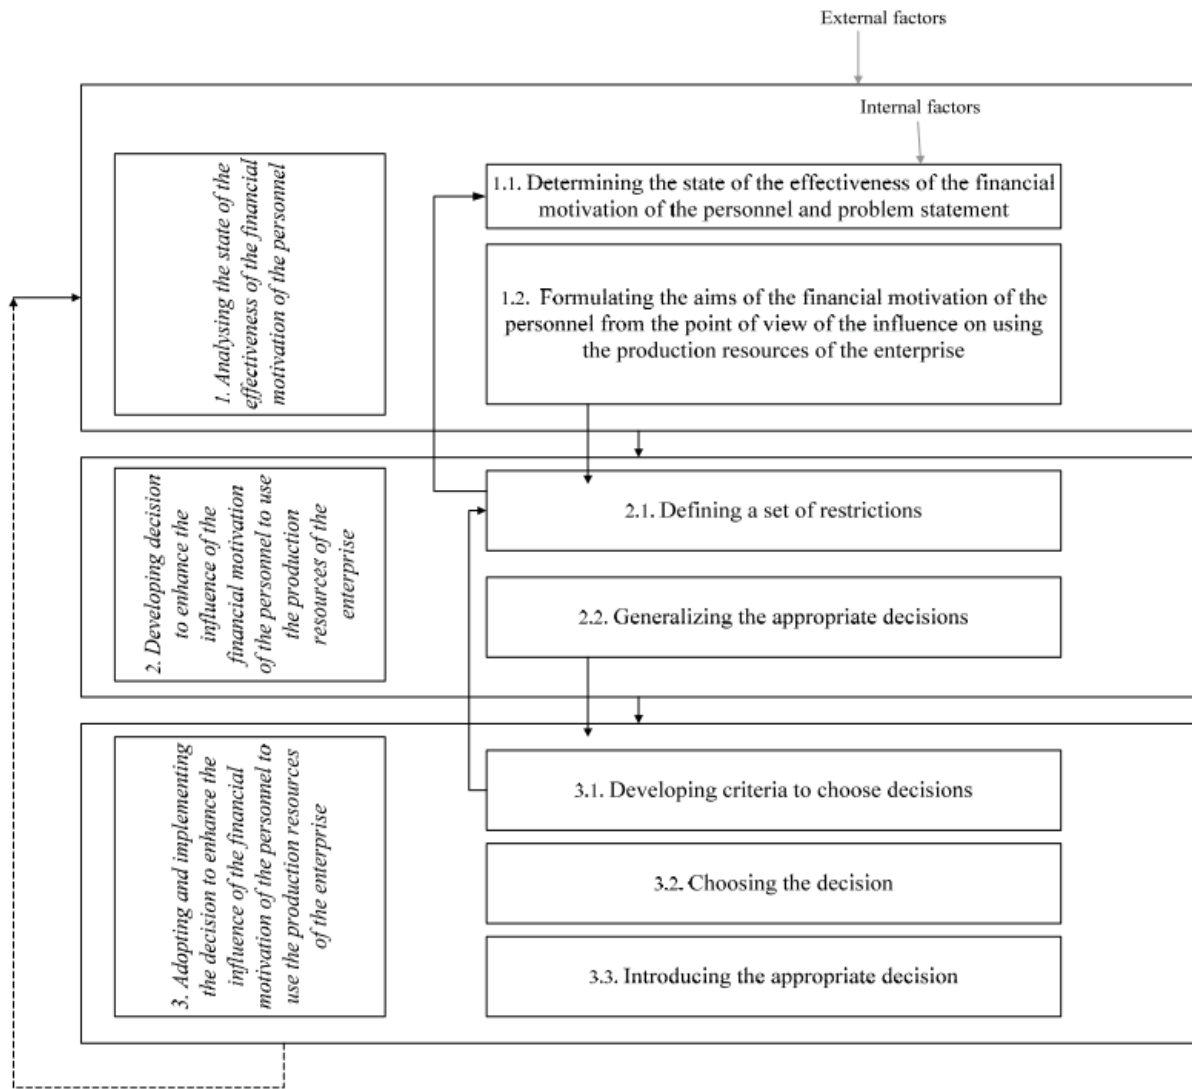 External factors
Internal factors
1. Analysing the state of the
effectiveness of the financial
motivation of the personnel
1.1. Determining the state of the effectiveness of the financial
motivation of the personnel and problem statement
1.2. Formulating the aims of the financial motivation of the
personnel from the point of view of the influence on using
the production resources of the enterprise
2. Developing decision
to enhance the
influence of the
financial motivation
of the personnel to use
the production
resources of the
enterprise
2.1. Defining a set of restrictions
2.2. Generalizing the appropriate decisions
3. Adopting and implementing
the decision to enhance the
influence of the financial
motivation of the personnel to
use the production resources
of the enterprise
3.1. Developing criteria to choose decisions
3.2. Choosing the decision
3.3. Introducing the appropriate decision